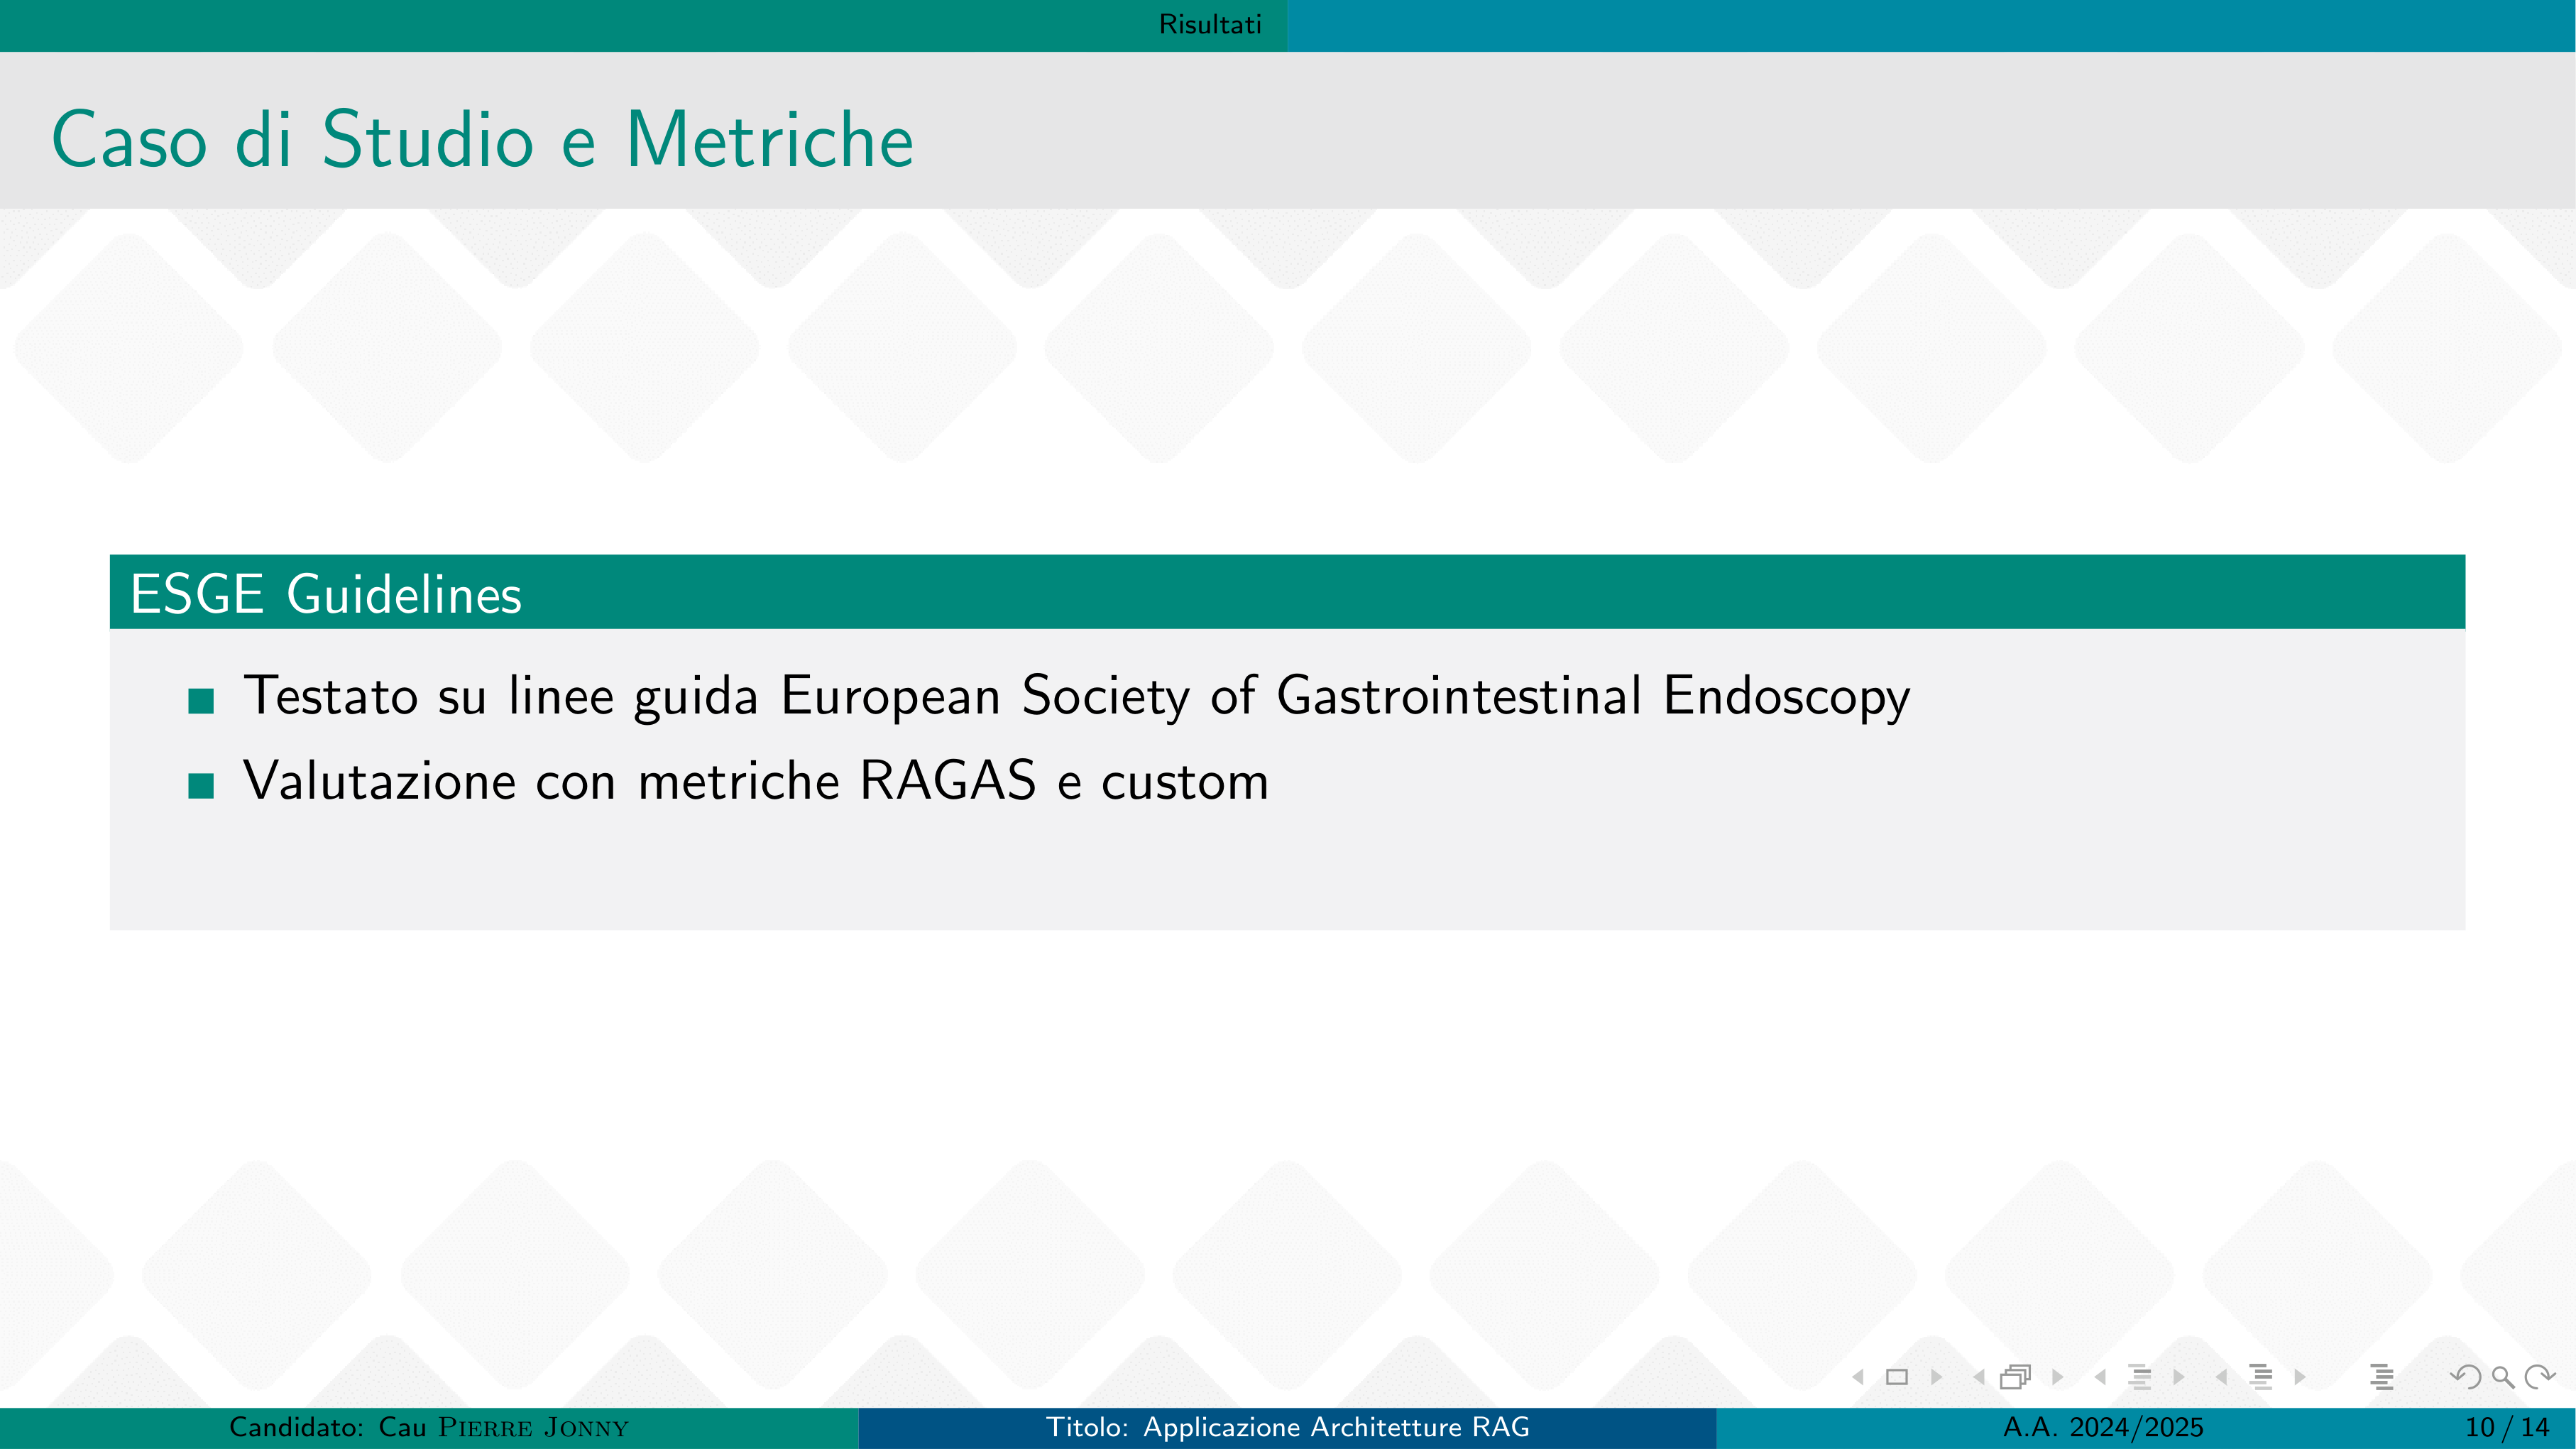 Risultati
Caso di Studio e Metriche
ESGE Guidelines
Testato su linee guida European Society of Gastrointestinal Endoscopy
Valutazione con metriche RAGAS e custom
Candidato: Cau Pierre Jonny
Titolo: Applicazione Architetture RAG
A.A. 2024/2025
10 / 14